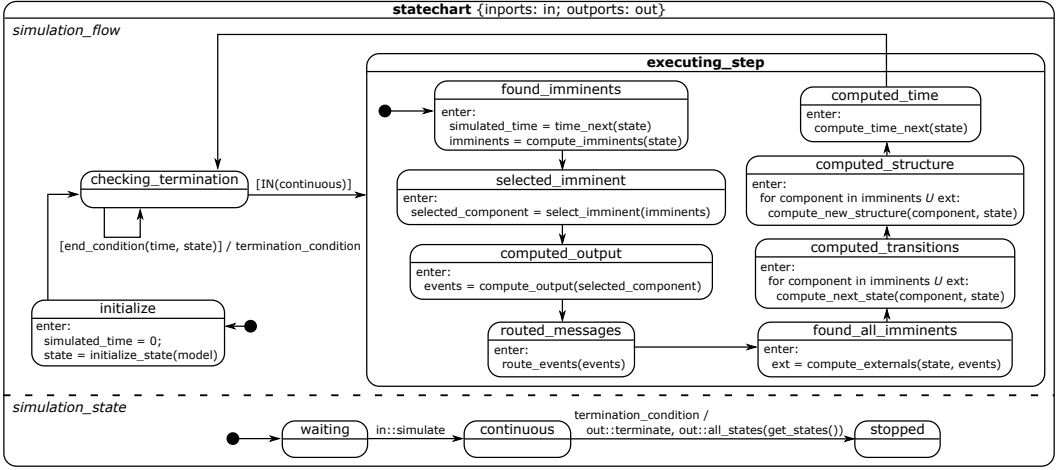 statechart {inports: in; outports: out}
simulation_flow
executing_step
found_imminents
enter:
simulated_time = time_next(state)
imminents = compute_imminents(state)
computed_time
enter:
compute_time_next(state)
checking_termination
[IN(continuous)]
[end_condition(time, state)] / termination_condition
selected_imminent
enter:
selected_component = select_imminent(imminents)
computed_structure
enter:
for component in imminents U ext:
compute_new_structure(component, state)
computed_output
enter:
events = compute_output(selected_component)
computed_transitions
enter:
for component in imminents U ext:
compute_next_state(component, state)
initialize
enter:
simulated_time = 0;
state = initialize_state(model)
routed_messages
enter:
route_events(events)
found_all_imminents
enter:
ext = compute_externals(state, events)
simulation_state
waiting
in::simulate
continuous
termination_condition /
out::terminate, out::all_states(get_states())
stopped